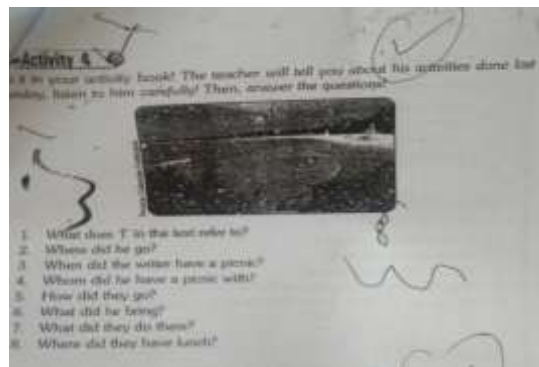 Activity 4
it in your activity book! The teacher will tell you about his activities done last
listen to him carefully! Then, answer the questions!
1. What does 'I' in the text refer to?
2. Where did he go?
3. When did the writer have a picnic?
4. Whom did he have a picnic with?
5. How did they go?
6. What did he bring?
7. What did they do there?
8. Where did they have lunch?